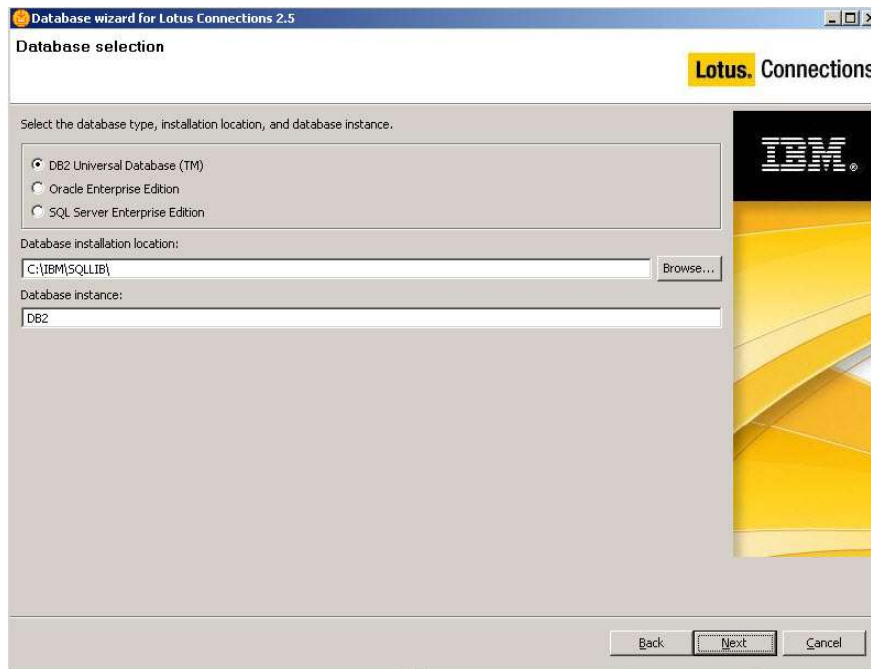 Database wizard for Lotus Connections 2.5
Database selection
Lotus. Connections
Select the database type, installation location, and database instance.
IBM®
DB2 Universal Database (TM)
Oracle Enterprise Edition
SQL Server Enterprise Edition
Database installation location:
C:\IBM\SQLLIB\
Browse...
Database instance:
DB2
Back
Next
Cancel